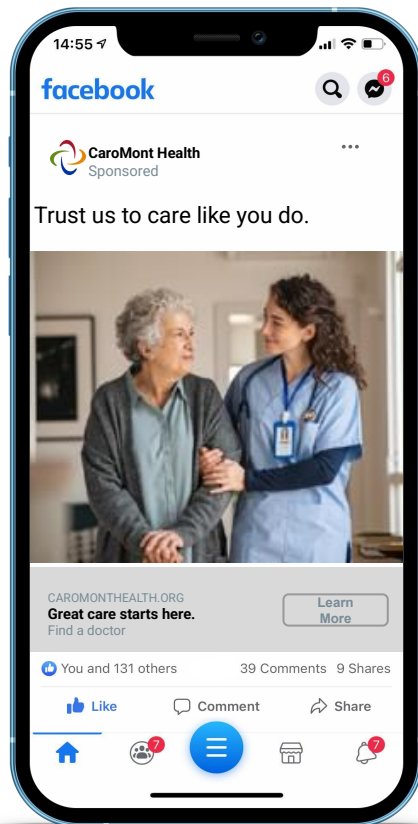 14:55
facebook
6
CaroMont Health
Sponsored
Trust us to care like you do.
CAROMONTHEALTH.ORG
Great care starts here.
Find a doctor
Learn
More
You and 131 others 39 Comments 9 Shares
Like Comment Share
7 7